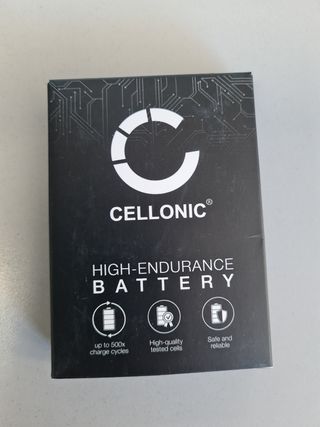 CELLONIC®
HIGH-ENDURANCE
BATTERY
up to 500x
charge cycles
High-quality
tested cells
Safe and
reliable